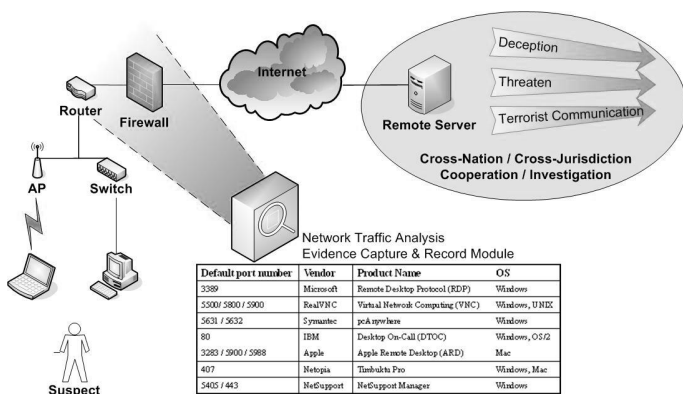 Deception
Internet
Threaten
Router
Firewall
Remote Server
Terrorist Communication
Cross-Nation / Cross-Jurisdiction
Cooperation / Investigation
AP
Switch
Network Traffic Analysis
Evidence Capture & Record Module
Default port number Vendor Product Name OS
3389 Microsoft Remote Desktop Protocol (RDP) Windows
5500/ 5800 / 5900 RealVNC Virtual Network Computing (VNC) Windows, UNIX
5631 / 5632 Symantec pcAnywhere Windows
80 IBM Desktop On-Call (DTOC) Windows, OS/2
3283 / 5900 / 5988 Apple Apple Remote Desktop (ARD) Mac
407 Netopia Timbuktu Pro Windows, Mac
5405 / 443 NetSupport NetSupport Manager Windows
Suspect